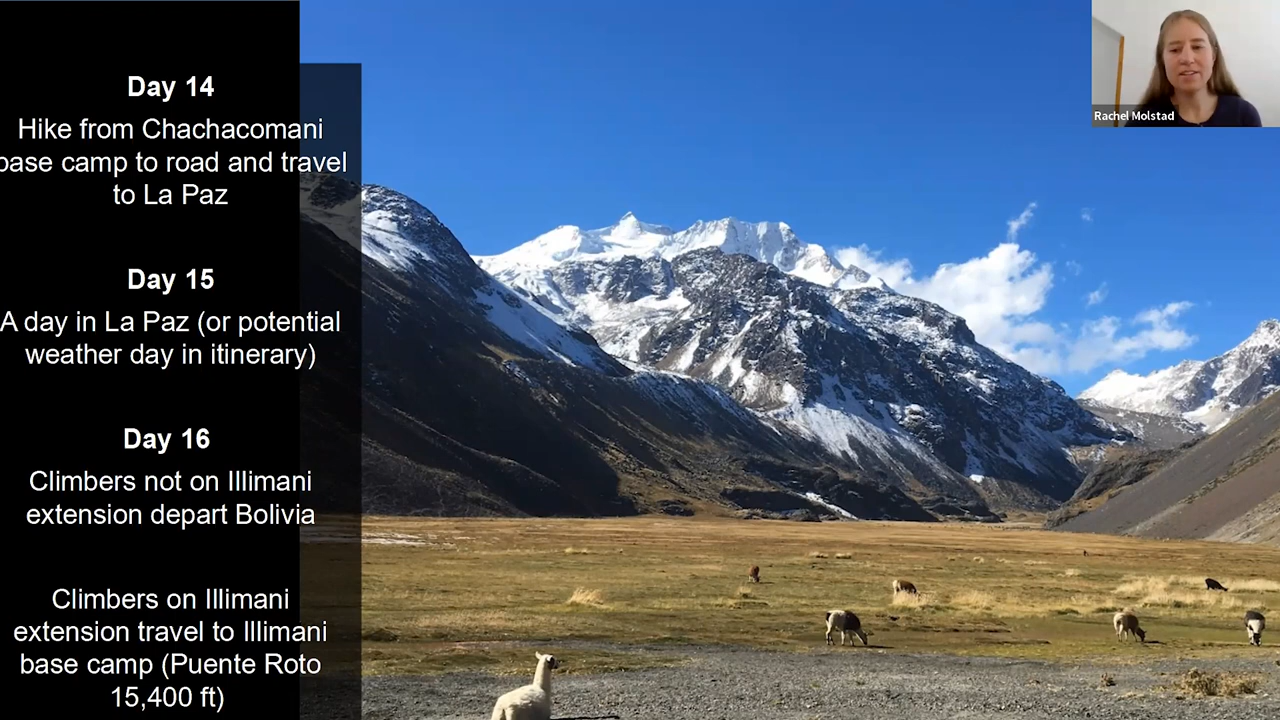 Day 14
Hike from Chachacomani
base camp to road and travel
to La Paz
Day 15
A day in La Paz (or potential
weather day in itinerary)
Day 16
Climbers not on Illimani
extension depart Bolivia
Climbers on Illimani
extension travel to Illimani
base camp (Puente Roto
15,400 ft)
Rachel Molstad